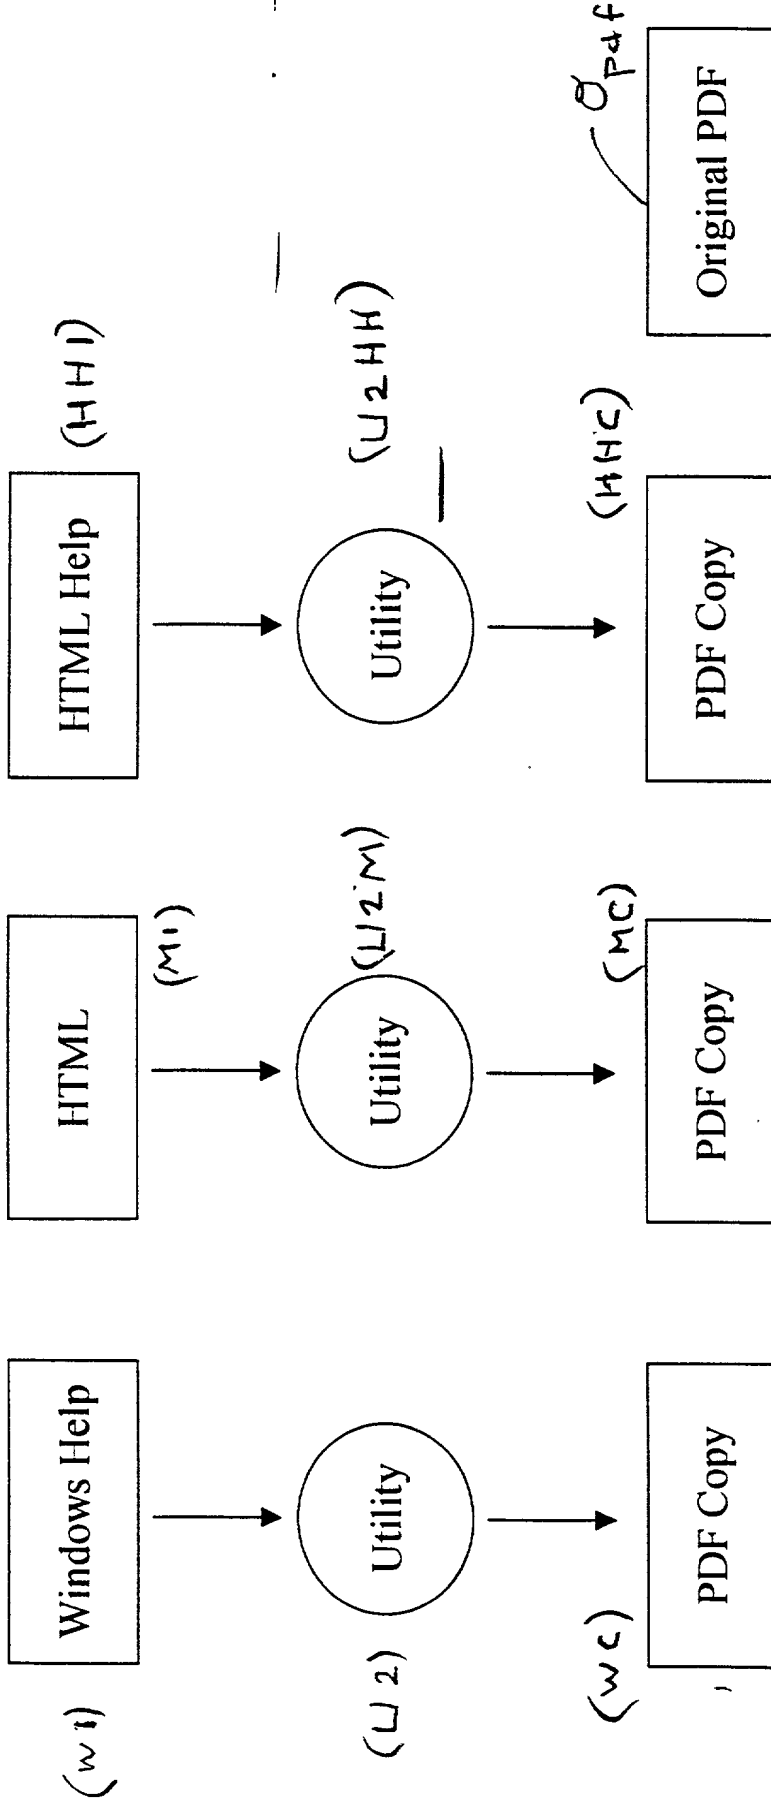 (W1)
Windows Help
HTML
(M1)
HTML Help
(HH1)
(U2)
Utility
Utility
(U2M)
Utility
(U2HH)
(WC)
PDF Copy
(MC)
PDF Copy
(HHC)
PDF Copy
Opdf
Original PDF